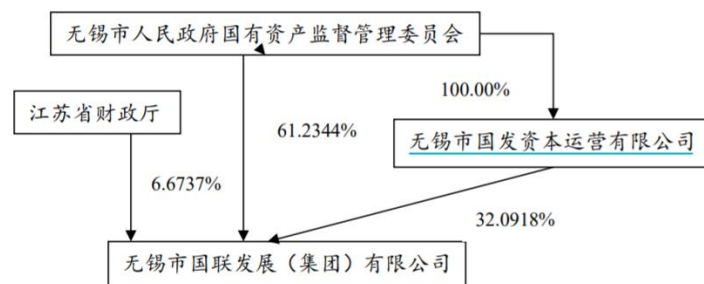 无锡市人民政府国有资产监督管理委员会
100.00%
江苏省财政厅
61.2344%
无锡市国发资本运营有限公司
6.6737%
32.0918%
无锡市国联发展（集团）有限公司